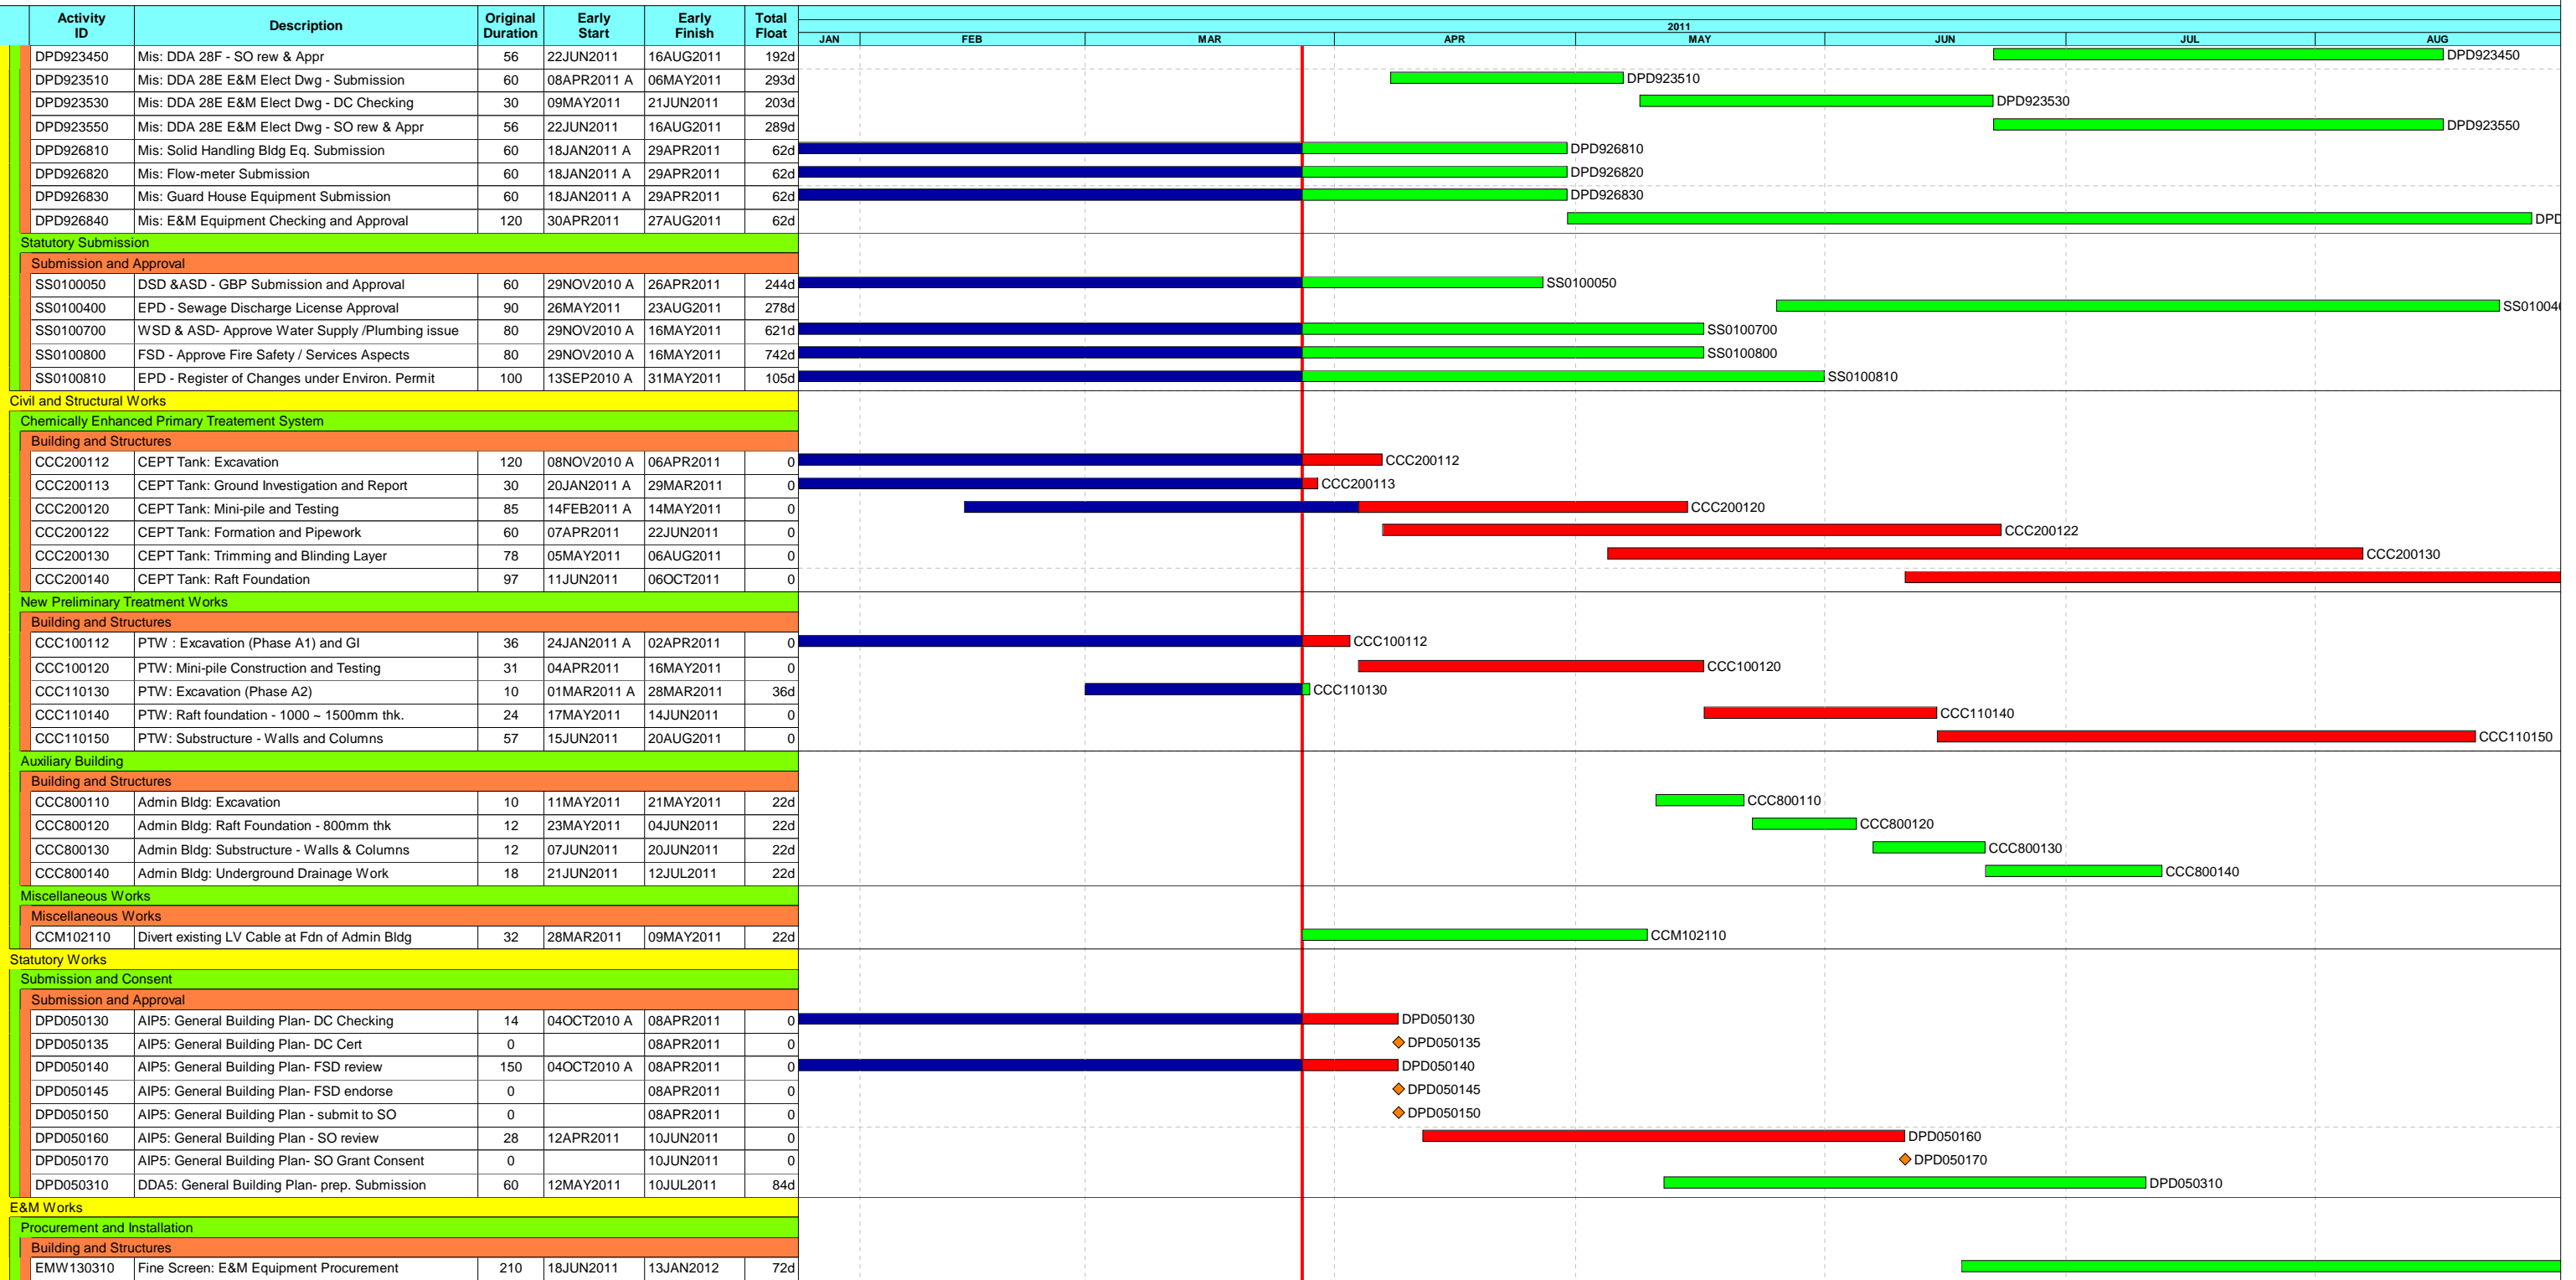 Activity ID Description Original Duration Early Start Early Finish Total Float
2011
JAN FEB MAR APR MAY JUN JUL AUG
DPD923450 Mis: DDA 28F - SO rew & Appr 56 22JUN2011 16AUG2011 192d DPD923450
DPD923510 Mis: DDA 28E E&M Elect Dwg - Submission 60 08APR2011 A 06MAY2011 293d DPD923510
DPD923530 Mis: DDA 28E E&M Elect Dwg - DC Checking 30 09MAY2011 21JUN2011 203d DPD923530
DPD923550 Mis: DDA 28E E&M Elect Dwg - SO rew & Appr 56 22JUN2011 16AUG2011 289d DPD923550
DPD926810 Mis: Solid Handling Bldg Eq. Submission 60 18JAN2011 A 29APR2011 62d DPD926810
DPD926820 Mis: Flow-meter Submission 60 18JAN2011 A 29APR2011 62d DPD926820
DPD926830 Mis: Guard House Equipment Submission 60 18JAN2011 A 29APR2011 62d DPD926830
DPD926840 Mis: E&M Equipment Checking and Approval 120 30APR2011 27AUG2011 62d DPD
Statutory Submission
Submission and Approval
SS0100050 DSD &ASD - GBP Submission and Approval 60 29NOV2010 A 26APR2011 244d SS0100050
SS0100400 EPD - Sewage Discharge License Approval 90 26MAY2011 23AUG2011 278d SS010040
SS0100700 WSD & ASD- Approve Water Supply /Plumbing issue 80 29NOV2010 A 16MAY2011 621d SS0100700
SS0100800 FSD - Approve Fire Safety / Services Aspects 80 29NOV2010 A 16MAY2011 742d SS0100800
SS0100810 EPD - Register of Changes under Environ. Permit 100 13SEP2010 A 31MAY2011 105d SS0100810
Civil and Structural Works
Chemically Enhanced Primary Treatement System
Building and Structures
CCC200112 CEPT Tank: Excavation 120 08NOV2010 A 06APR2011 0 CCC200112
CCC200113 CEPT Tank: Ground Investigation and Report 30 20JAN2011 A 29MAR2011 0 CCC200113
CCC200120 CEPT Tank: Mini-pile and Testing 85 14FEB2011 A 14MAY2011 0 CCC200120
CCC200122 CEPT Tank: Formation and Pipework 60 07APR2011 22JUN2011 0 CCC200122
CCC200130 CEPT Tank: Trimming and Blinding Layer 78 05MAY2011 06AUG2011 0 CCC200130
CCC200140 CEPT Tank: Raft Foundation 97 11JUN2011 06OCT2011 0
New Preliminary Treatment Works
Building and Structures
CCC100112 PTW : Excavation (Phase A1) and GI 36 24JAN2011 A 02APR2011 0 CCC100112
CCC100120 PTW: Mini-pile Construction and Testing 31 04APR2011 16MAY2011 0 CCC100120
CCC110130 PTW: Excavation (Phase A2) 10 01MAR2011 A 28MAR2011 36d CCC110130
CCC110140 PTW: Raft foundation - 1000 ~ 1500mm thk. 24 17MAY2011 14JUN2011 0 CCC110140
CCC110150 PTW: Substructure - Walls and Columns 57 15JUN2011 20AUG2011 0 CCC110150
Auxiliary Building
Building and Structures
CCC800110 Admin Bldg: Excavation 10 11MAY2011 21MAY2011 22d CCC800110
CCC800120 Admin Bldg: Raft Foundation - 800mm thk 12 23MAY2011 04JUN2011 22d CCC800120
CCC800130 Admin Bldg: Substructure - Walls & Columns 12 07JUN2011 20JUN2011 22d CCC800130
CCC800140 Admin Bldg: Underground Drainage Work 18 21JUN2011 12JUL2011 22d CCC800140
Miscellaneous Works
Miscellaneous Works
CCM102110 Divert existing LV Cable at Fdn of Admin Bldg 32 28MAR2011 09MAY2011 22d CCM102110
Statutory Works
Submission and Consent
Submission and Approval
DPD050130 AIP5: General Building Plan- DC Checking 14 04OCT2010 A 08APR2011 0 DPD050130
DPD050135 AIP5: General Building Plan- DC Cert 0 08APR2011 0 DPD050135
DPD050140 AIP5: General Building Plan- FSD review 150 04OCT2010 A 08APR2011 0 DPD050140
DPD050145 AIP5: General Building Plan- FSD endorse 0 08APR2011 0 DPD050145
DPD050150 AIP5: General Building Plan - submit to SO 0 08APR2011 0 DPD050150
DPD050160 AIP5: General Building Plan - SO review 28 12APR2011 10JUN2011 0 DPD050160
DPD050170 AIP5: General Building Plan- SO Grant Consent 0 10JUN2011 0 DPD050170
DPD050310 DDA5: General Building Plan- prep. Submission 60 12MAY2011 10JUL2011 84d DPD050310
E&M Works
Procurement and Installation
Building and Structures
EMW130310 Fine Screen: E&M Equipment Procurement 210 18JUN2011 13JAN2012 72d